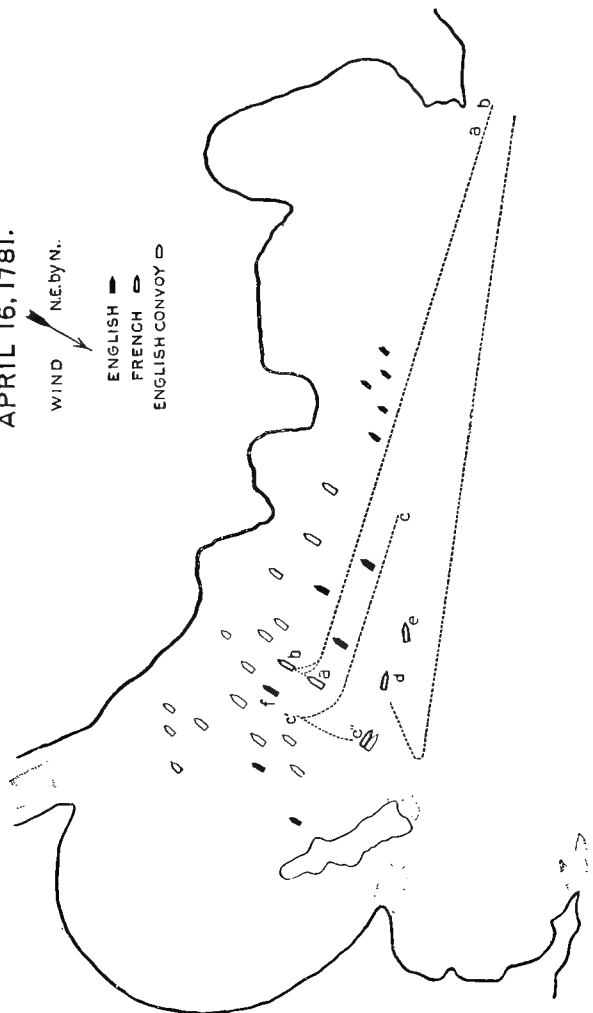 APRIL 16, 1781.
WIND N.E. by N..
ENGLISH
FRENCH
ENGLISH CONVOY
a
b
c
b
a
f
c'
c"
d
e